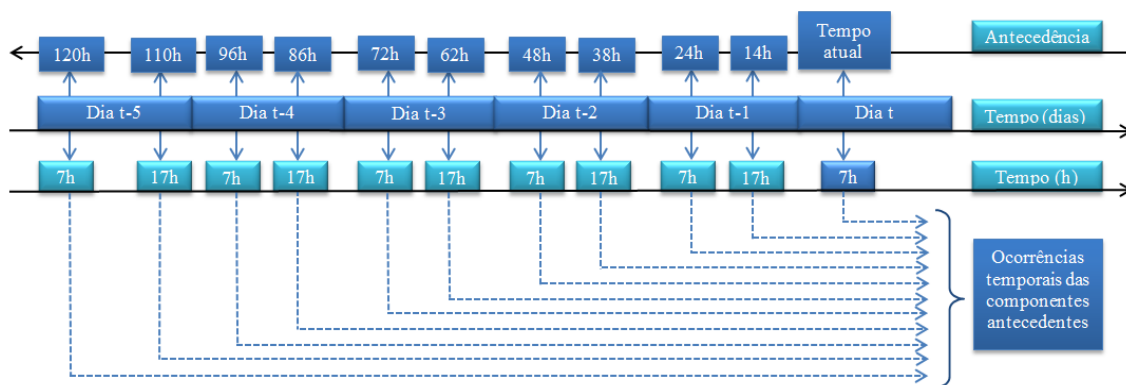 120h 110h 96h 86h 72h 62h 48h 38h 24h 14h Tempo atual Antecedência
Dia t-5 Dia t-4 Dia t-3 Dia t-2 Dia t-1 Dia t Tempo (dias)
7h 17h 7h 17h 7h 17h 7h 17h 7h 17h 7h Tempo (h)
Ocorrências
temporais das
componentes
antecedentes